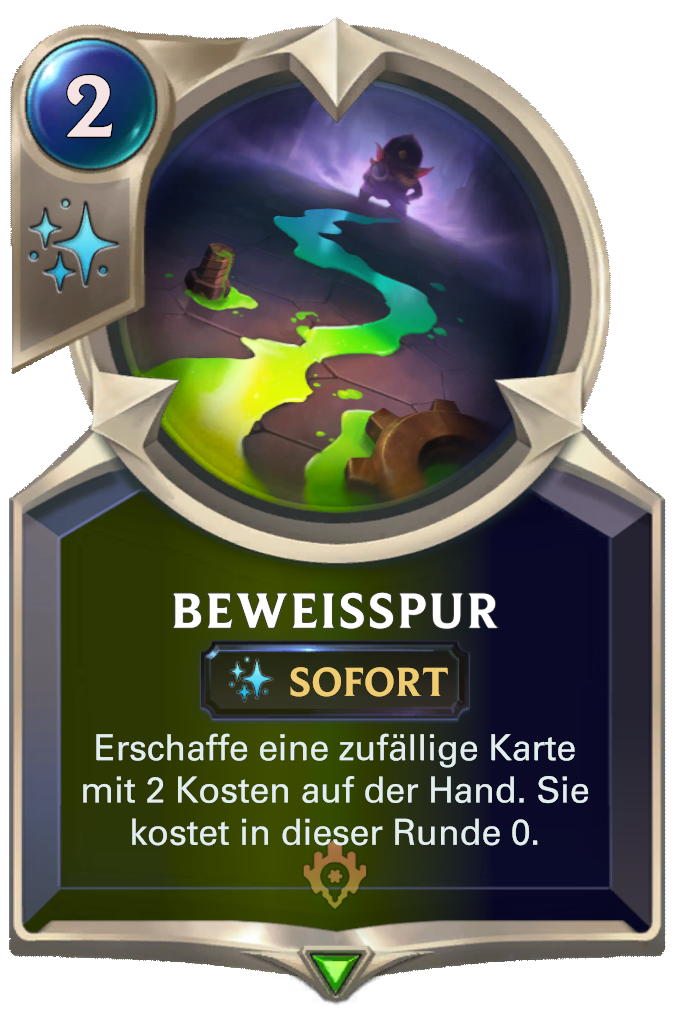 2
BEWEISSPUR
SOFORT
Erschaffe eine zufällige Karte
mit 2 Kosten auf der Hand. Sie
kostet in dieser Runde 0.